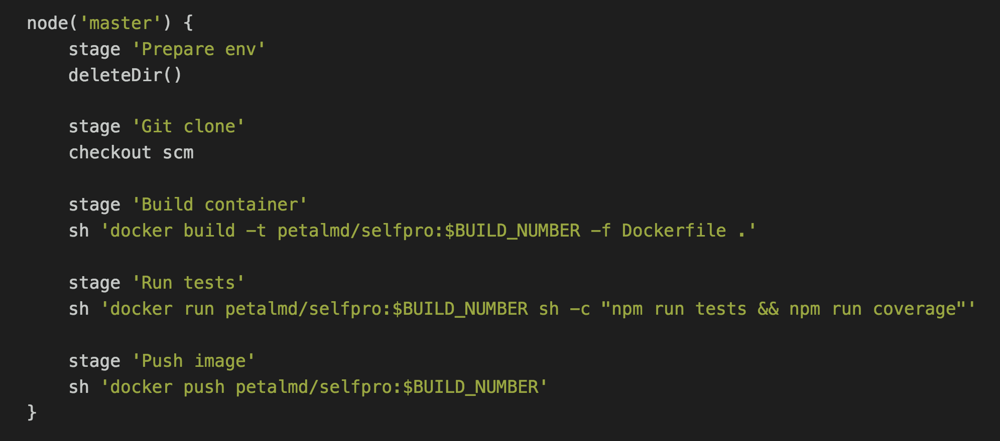 node('master') {
    stage 'Prepare env'
    deleteDir()

    stage 'Git clone'
    checkout scm

    stage 'Build container'
    sh 'docker build -t petalmd/selfpro:$BUILD_NUMBER -f Dockerfile .'

    stage 'Run tests'
    sh 'docker run petalmd/selfpro:$BUILD_NUMBER sh -c "npm run tests && npm run coverage"'

    stage 'Push image'
    sh 'docker push petalmd/selfpro:$BUILD_NUMBER'
}